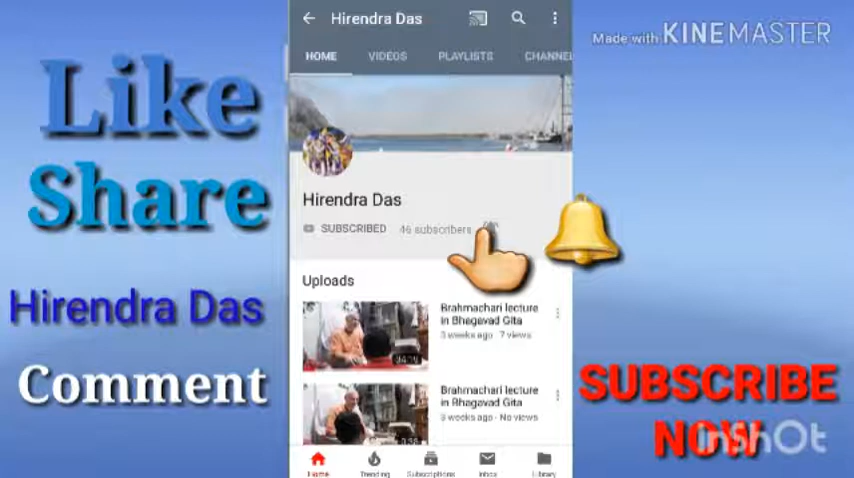 Like
Share
Hirendra Das
Comment
Hirendra Das
HOME VIDEOS PLAYLISTS CHANNE
Hirendra Das
SUBSCRIBED 46 subscribers
Uploads
Brahmachari lecture
in Bhagavad Gita
3 weeks ago · 7 views
Brahmachari lecture
in Bhagavad Gita
3 weeks ago · No views
Home Trending Subscriptions Inbox Library
Made with KINEMASTER
SUBSCRIBE
NOW
InShOt